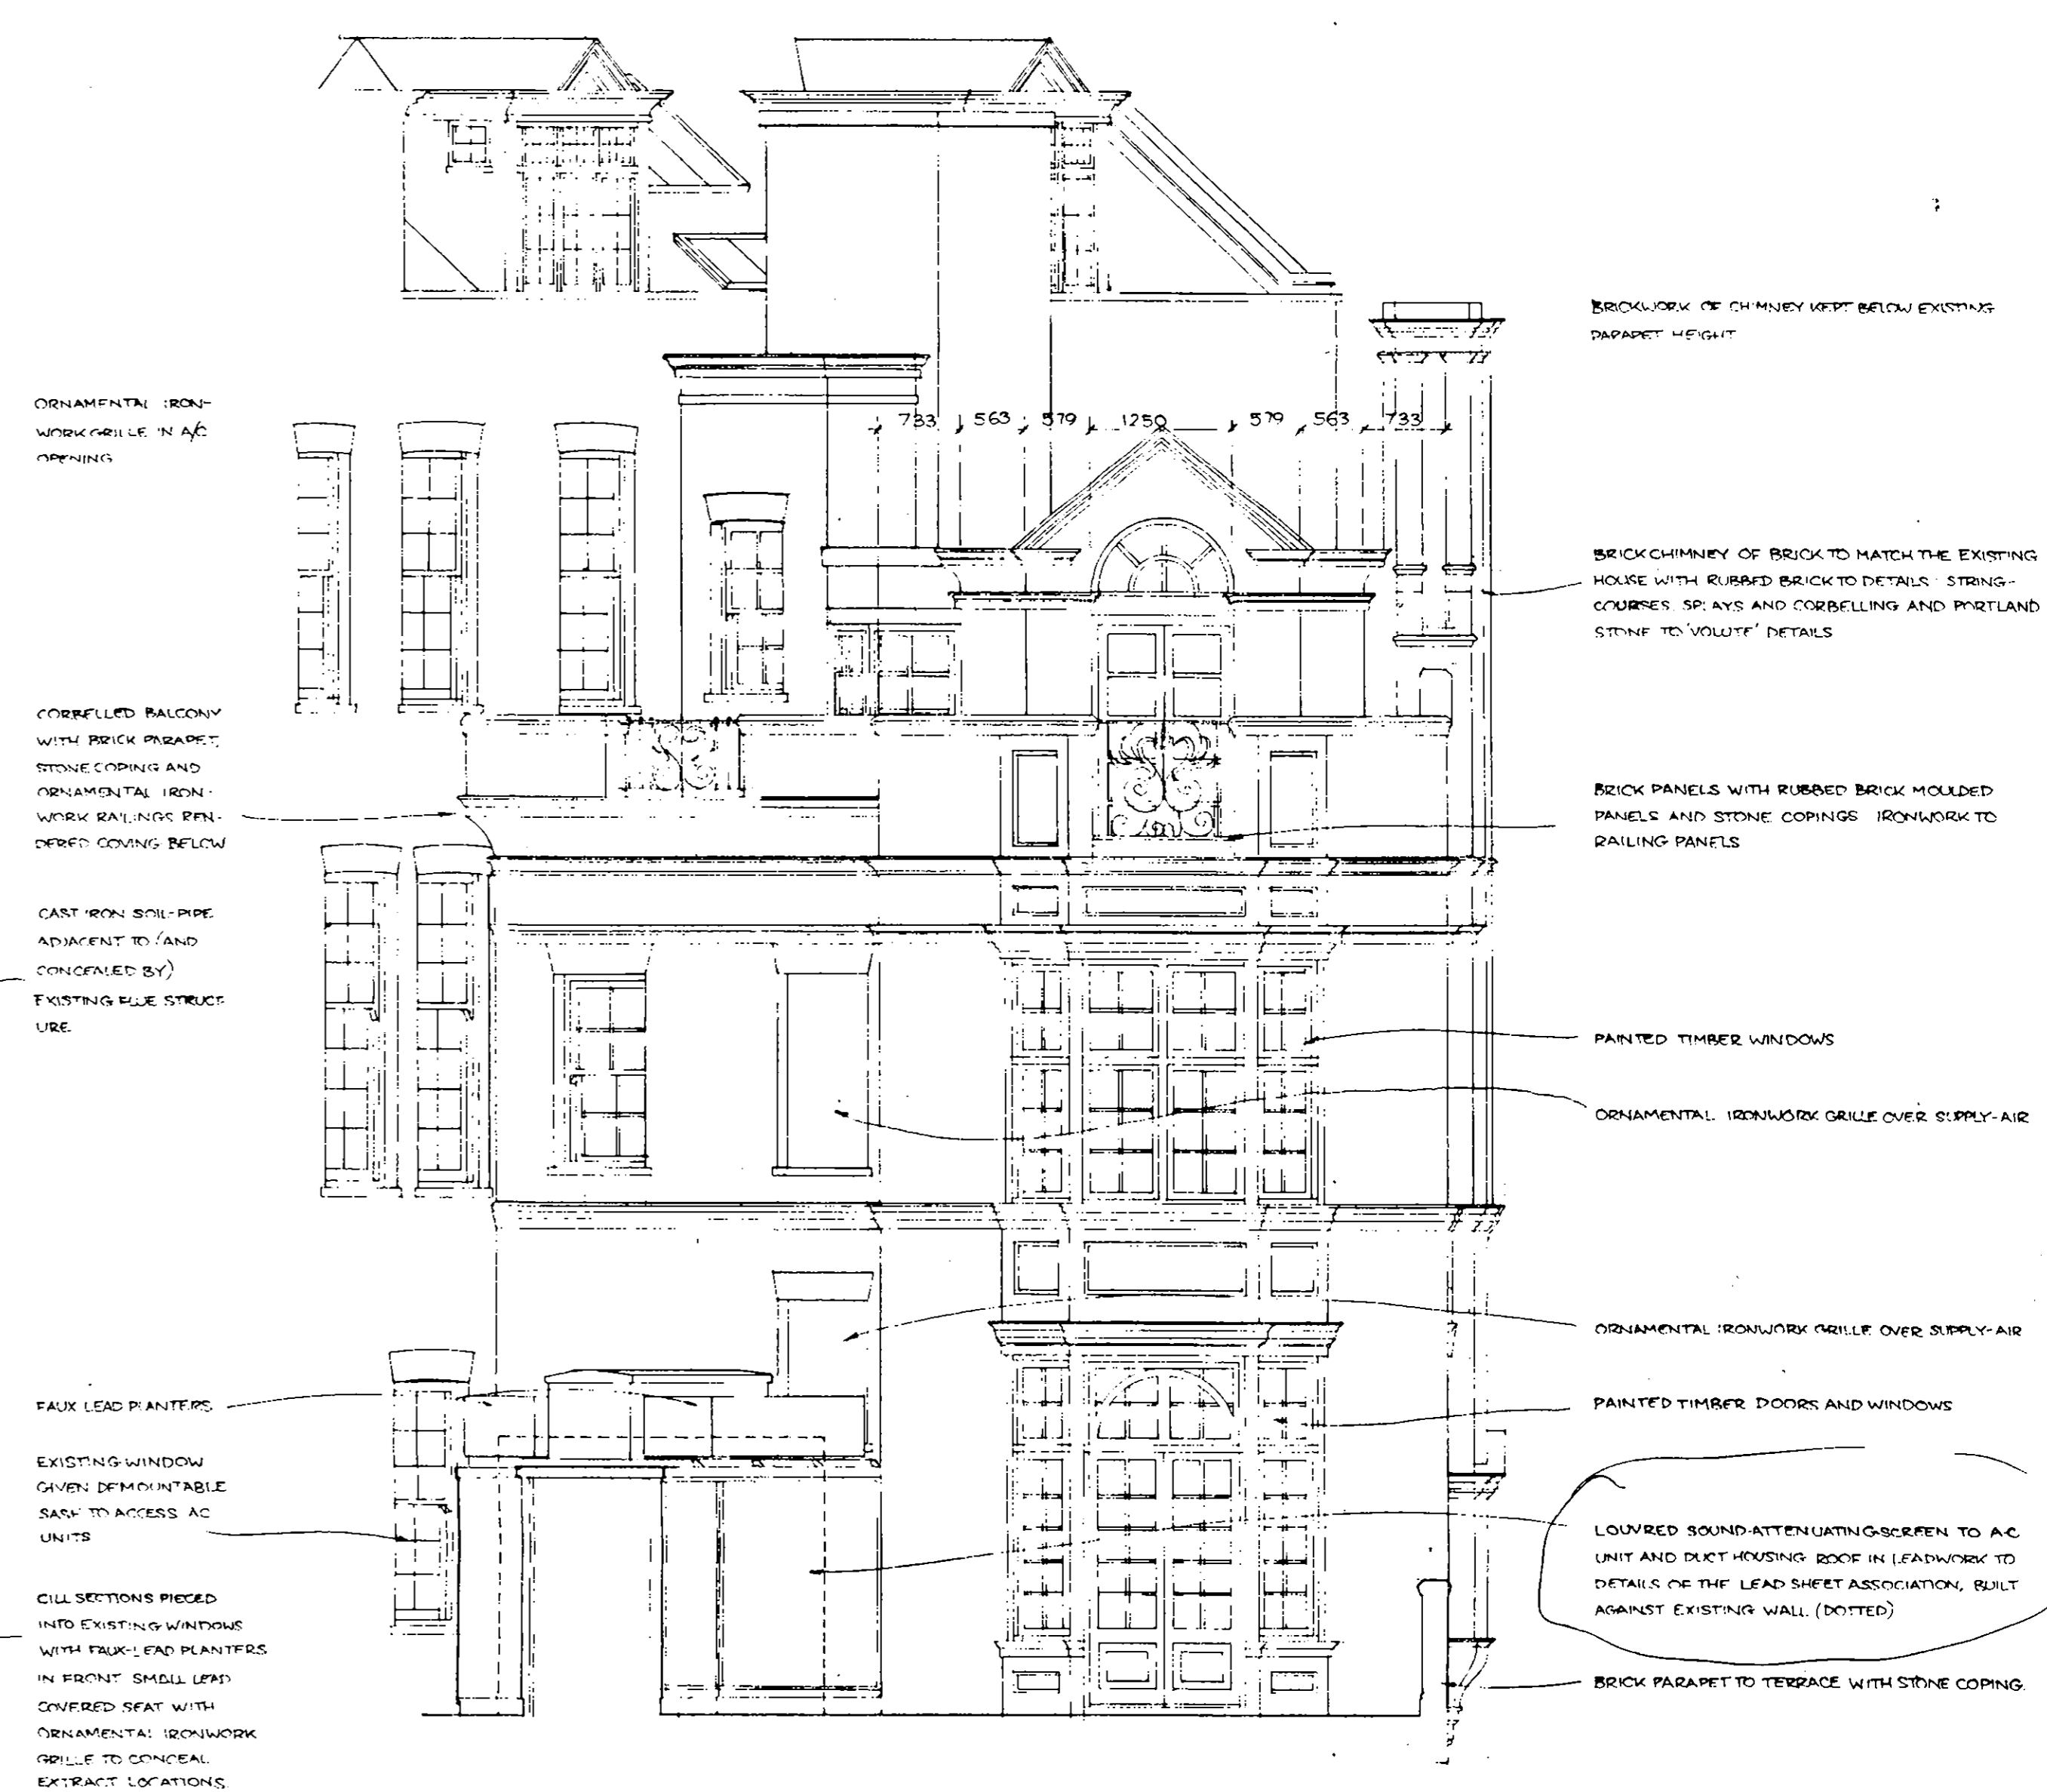 ORNAMENTAL IRON-
WORK GRILLE IN A/C
OPENING
CORBELLED BALCONY
WITH BRICK PARAPET,
STONE COPING AND
ORNAMENTAL IRON-
WORK RAILINGS REN-
DERED COVING BELOW
CAST IRON SOIL-PIPE
ADJACENT TO (AND
CONCEALED BY)
EXISTING FLUE STRUCT
URE.
FAUX LEAD PLANTERS
EXISTING WINDOW
GIVEN DEMOUNTABLE
SASH TO ACCESS AC
UNITS
CILL SECTIONS PIECED
INTO EXISTING WINDOWS
WITH FAUX-LEAD PLANTERS
IN FRONT SMALL LEAD
COVERED SEAT WITH
ORNAMENTAL IRONWORK
GRILLE TO CONCEAL
EXTRACT LOCATIONS.
733 563 579 1250 579 563 733
BRICKWORK OF CHIMNEY KEPT BELOW EXISTING
PARAPET HEIGHT
BRICK CHIMNEY OF BRICK TO MATCH THE EXISTING
HOUSE WITH RUBBED BRICK TO DETAILS: STRING-
COURSES, SPLAYS AND CORBELLING AND PORTLAND
STONE TO 'VOLUTE' DETAILS
BRICK PANELS WITH RUBBED BRICK MOULDED
PANELS AND STONE COPINGS IRONWORK TO
RAILING PANELS
PAINTED TIMBER WINDOWS
ORNAMENTAL IRONWORK GRILLE OVER SUPPLY-AIR
ORNAMENTAL IRONWORK GRILLE OVER SUPPLY-AIR
PAINTED TIMBER DOORS AND WINDOWS
LOUVRED SOUND-ATTENUATING-SCREEN TO A-C
UNIT AND DUCT HOUSING ROOF IN LEADWORK TO
DETAILS OF THE LEAD SHEET ASSOCIATION, BUILT
AGAINST EXISTING WALL (DOTTED)
BRICK PARAPET TO TERRACE WITH STONE COPING.